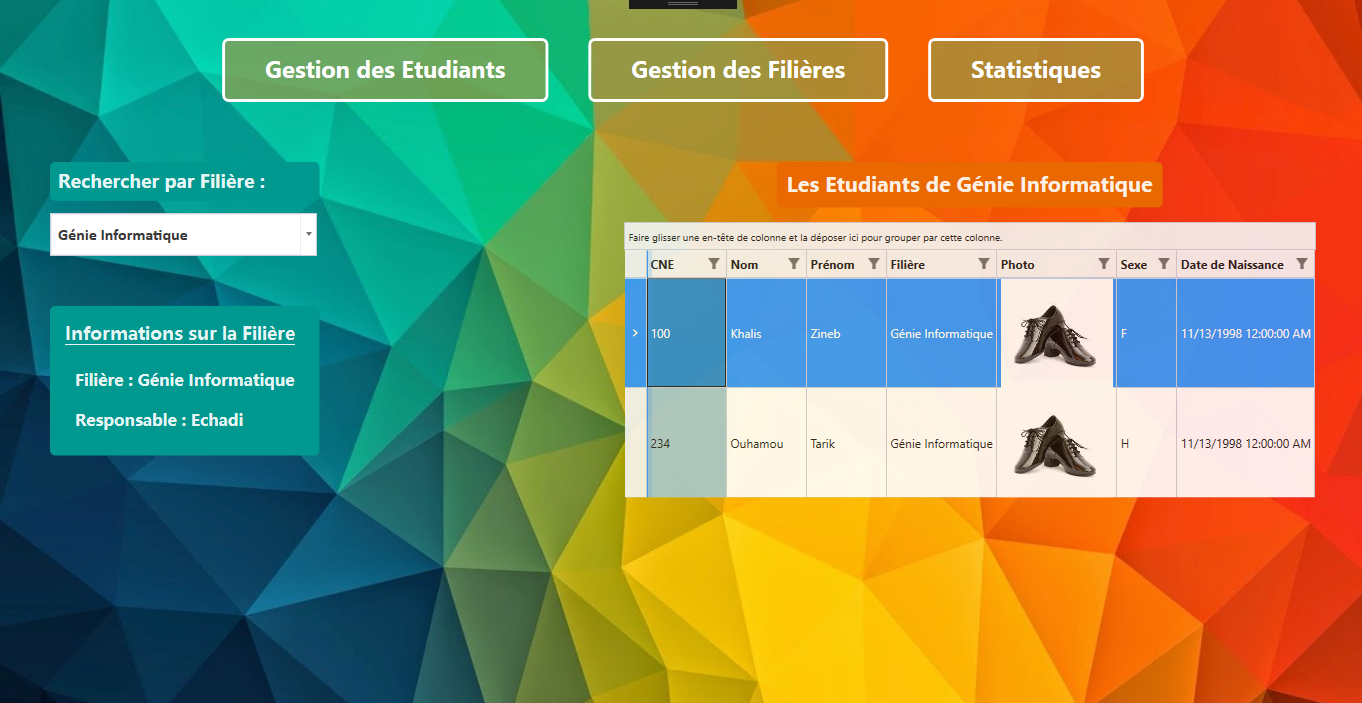 Gestion des Etudiants
Gestion des Filières
Statistiques
Rechercher par Filière :
Génie Informatique
Informations sur la Filière
Filière : Génie Informatique
Responsable : Echadi
Les Etudiants de Génie Informatique
Faire glisser une en-tête de colonne et la déposer ici pour grouper par cette colonne.
CNE Nom Prénom Filière Photo Sexe Date de Naissance
100 Khalis Zineb Génie Informatique F 11/13/1998 12:00:00 AM
234 Ouhamou Tarik Génie Informatique H 11/13/1998 12:00:00 AM